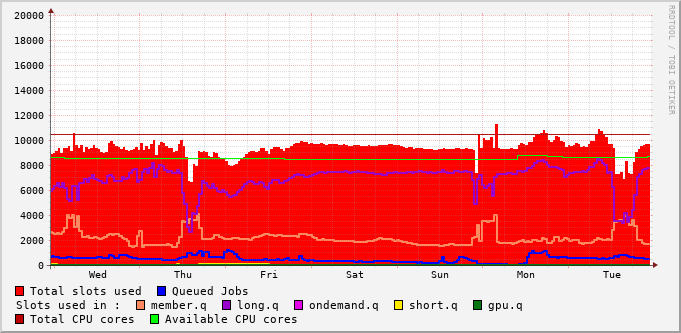 20000
18000
16000
14000
12000
10000
8000
6000
4000
2000
0
Wed Thu Fri Sat Sun Mon Tue
RRDTOOL / TOBI OETIKER
Total slots used Queued Jobs
Slots used in : member.q long.q ondemand.q short.q gpu.q
Total CPU cores Available CPU cores